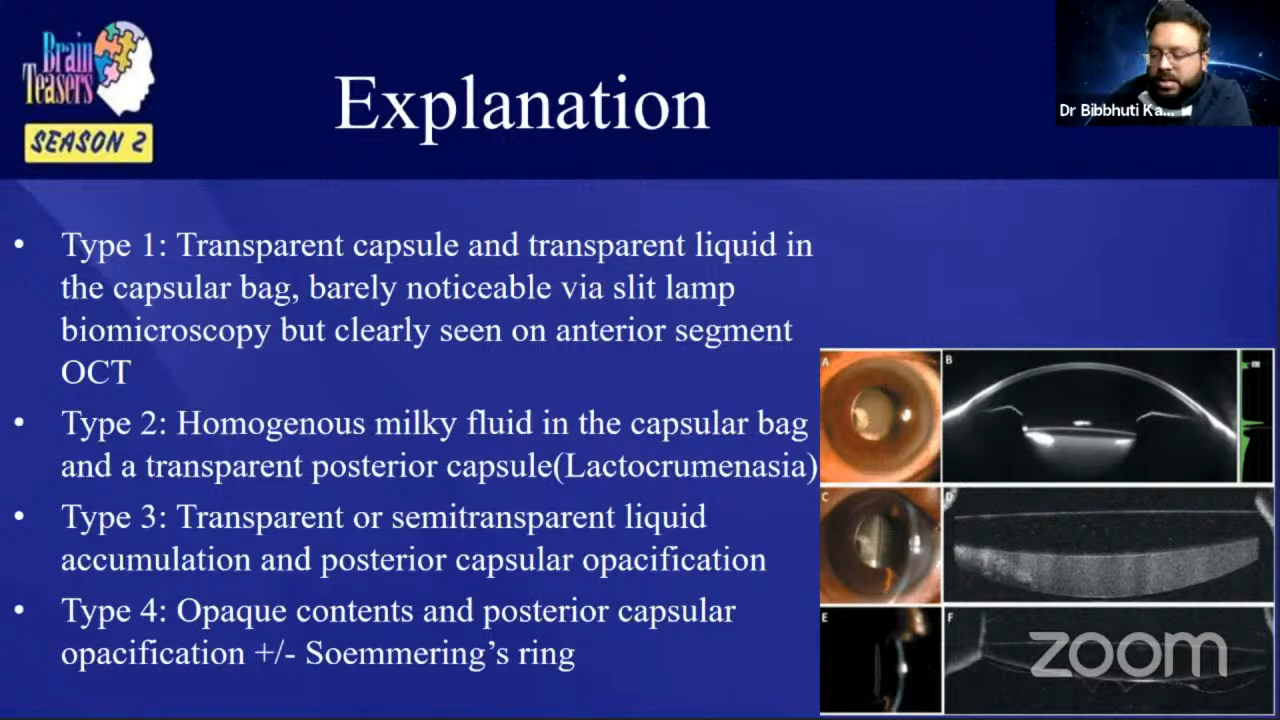 Brain
Teasers
SEASON 2
Explanation
Dr Bibbhuti Ka...
• Type 1: Transparent capsule and transparent liquid in
the capsular bag, barely noticeable via slit lamp
biomicroscopy but clearly seen on anterior segment
OCT
• Type 2: Homogenous milky fluid in the capsular bag
and a transparent posterior capsule(Lactocrumenasia)
• Type 3: Transparent or semitransparent liquid
accumulation and posterior capsular opacification
• Type 4: Opaque contents and posterior capsular
opacification +/- Soemmering’s ring
A
B
C
D
E
F
zoom